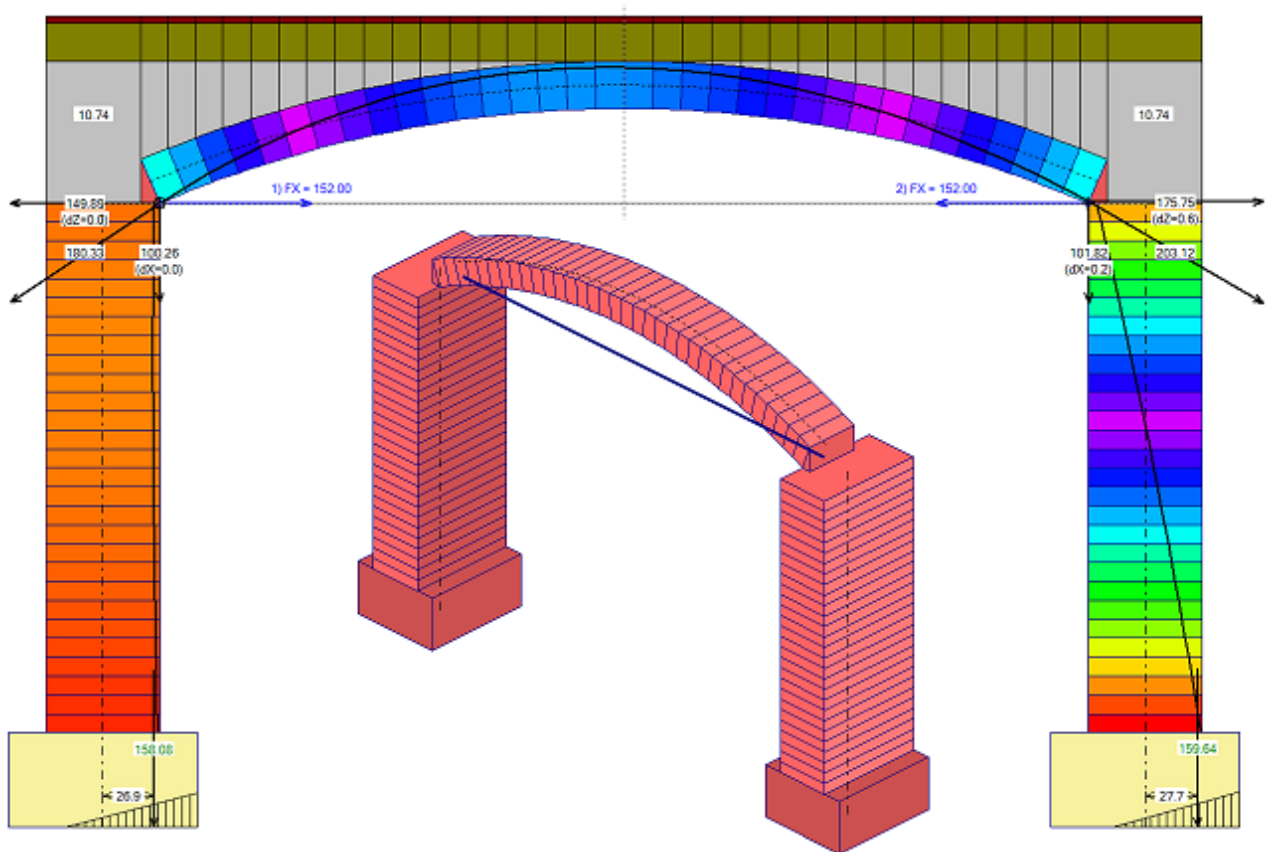 10.74
10.74
1) FX = 152.00
2) FX = 152.00
149.89
(dZ=0.0)
175.75
(dZ=0.6)
180.33
100.26
(dX=0.0)
101.82
(dX=0.2)
203.12
158.08
159.64
26.9
27.7